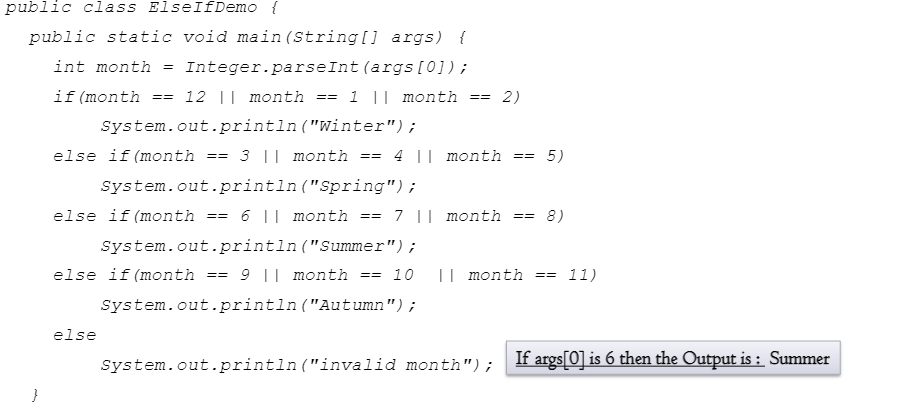 public class ElseIfDemo {
public static void main(String[] args) {
int month = Integer.parseInt(args[0]);
if(month == 12 || month == 1 || month == 2)
System.out.println("Winter");
else if(month == 3 || month == 4 || month == 5)
System.out.println("Spring");
else if(month == 6 || month == 7 || month == 8)
System.out.println("Summer");
else if(month == 9 || month == 10 || month == 11)
System.out.println("Autumn");
else
System.out.println("invalid month");
If args[0] is 6 then the Output is : Summer
}